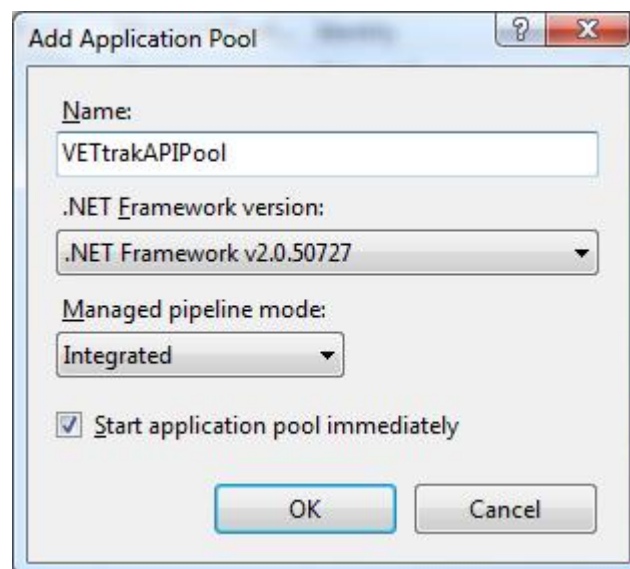 Add Application Pool
Name:
VETtrakAPIPool
.NET Framework version:
.NET Framework v2.0.50727
Managed pipeline mode:
Integrated
Start application pool immediately
OK
Cancel